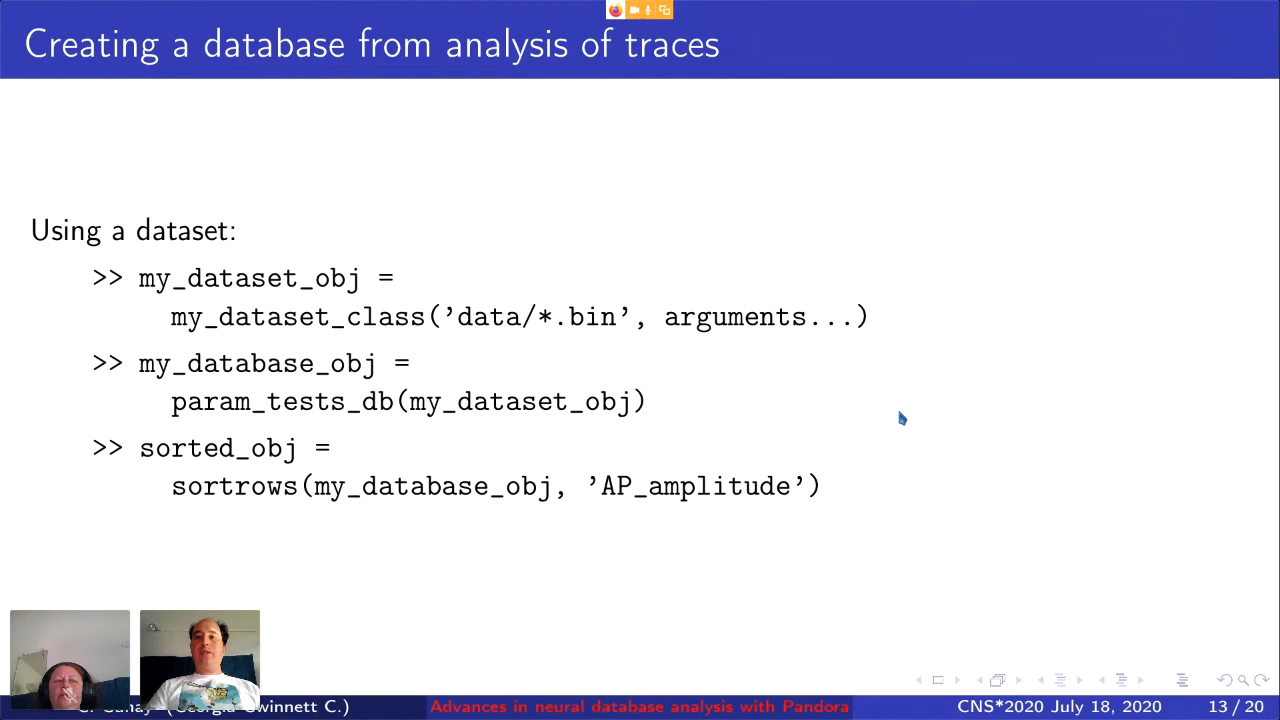 Creating a database from analysis of traces
Using a dataset:
>> my_dataset_obj =
my_dataset_class('data/*.bin', arguments...)
>> my_database_obj =
param_tests_db(my_dataset_obj)
>> sorted_obj =
sortrows(my_database_obj, 'AP_amplitude')
Gwinnett C.) Advances in neural database analysis with Pandora CNS*2020 July 18, 2020 13 / 20